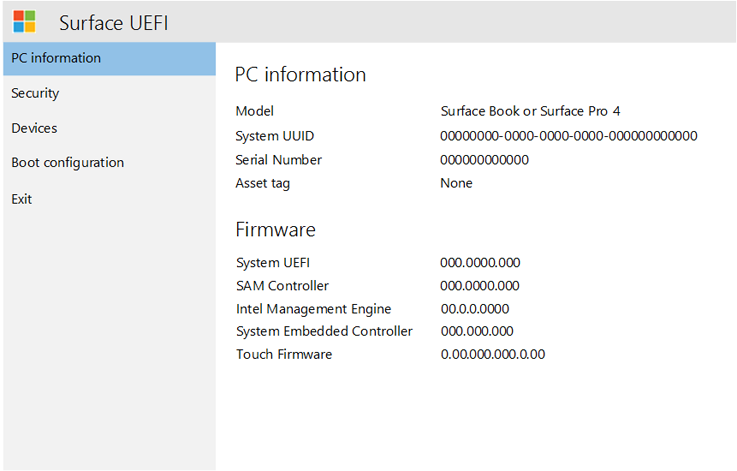 Surface UEFI
PC information
Security
Devices
Boot configuration
Exit
PC information
Model Surface Book or Surface Pro 4
System UUID 00000000-0000-0000-0000-000000000000
Serial Number 000000000000
Asset tag None
Firmware
System UEFI 000.0000.000
SAM Controller 000.0000.000
Intel Management Engine 00.0.0.0000
System Embedded Controller 000.000.000
Touch Firmware 0.00.000.000.0.00